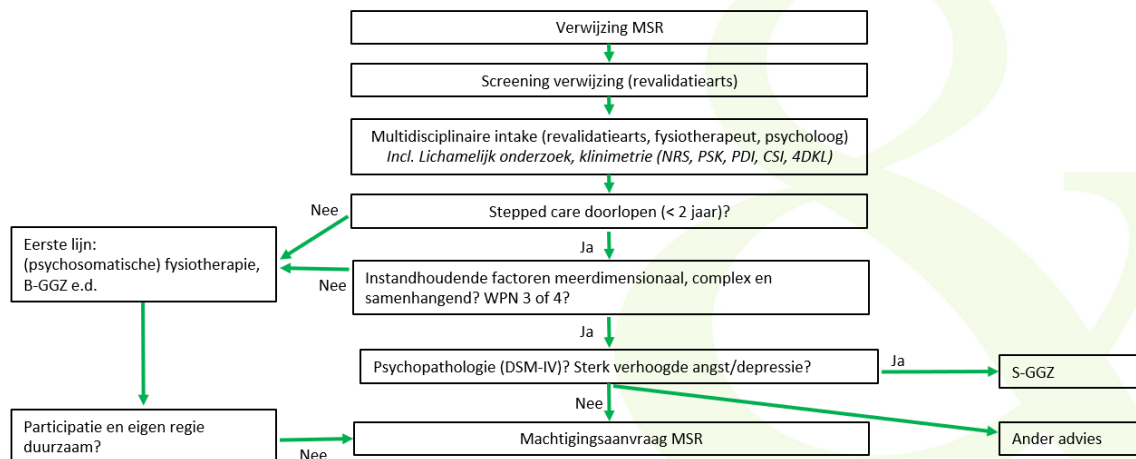 Verwijzing MSR
Screening verwijzing (revalidatiearts)
Multidisciplinaire intake (revalidatiearts, fysiotherapeut, psycholoog)
Incl. Lichamelijk onderzoek, klinimetrie (NRS, PSK, PDI, CSI, 4DKL)
Nee
Stepped care doorlopen (< 2 jaar)?
Eerste lijn:
(psychosomatische) fysiotherapie,
B-GGZ e.d.
Ja
Nee
Instandhoudende factoren meerdimensionaal, complex en
samenhangend? WPN 3 of 4?
Ja
Psychopathologie (DSM-IV)? Sterk verhoogde angst/depressie?
Ja
S-GGZ
Nee
Participatie en eigen regie
duurzaam?
Nee
Machtigingsaanvraag MSR
Ander advies